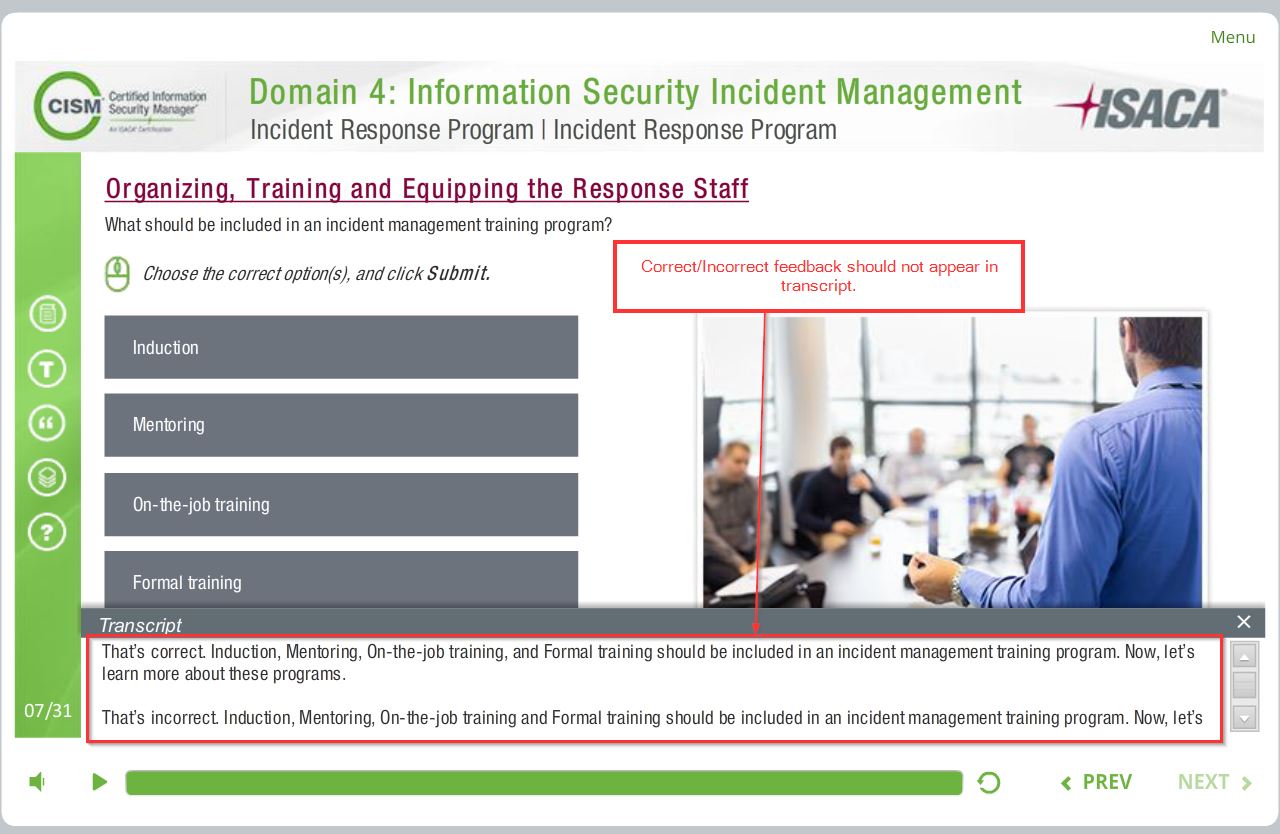 Menu
CISM
Certified Information
Security Manager®
An ISACA® Certification
Domain 4: Information Security Incident Management
Incident Response Program | Incident Response Program
ISACA®
Organizing, Training and Equipping the Response Staff
What should be included in an incident management training program?
Choose the correct option(s), and click Submit.
Correct/Incorrect feedback should not appear in
transcript.
Induction
Mentoring
On-the-job training
Formal training
T
“
?
Transcript
That’s correct. Induction, Mentoring, On-the-job training, and Formal training should be included in an incident management training program. Now, let’s
learn more about these programs.
That’s incorrect. Induction, Mentoring, On-the-job training and Formal training should be included in an incident management training program. Now, let’s
07/31
PREV
NEXT